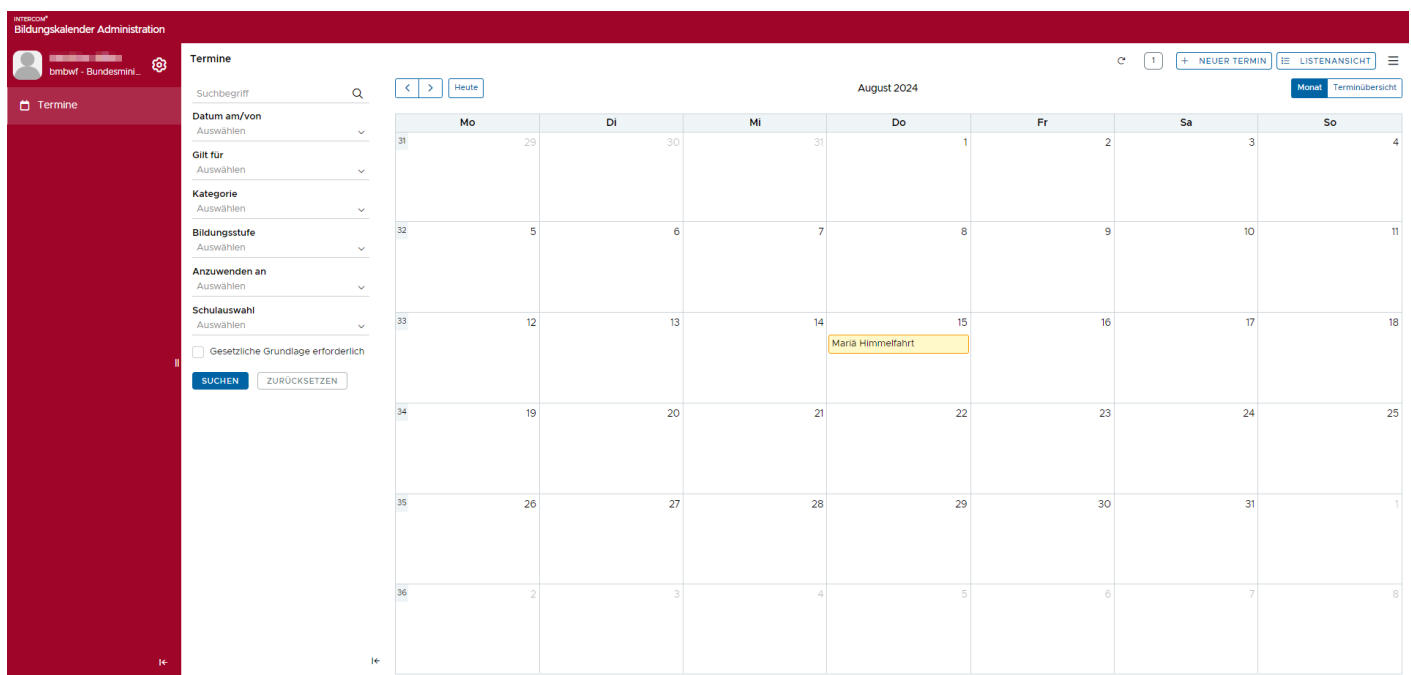 INTERCOM®
Bildungskalender Administration
bmbwf - Bundesmini...
Termine
Termine
1
+ NEUER TERMIN
LISTENANSICHT
Suchbegriff
Datum am/von
Auswählen
Gilt für
Auswählen
Kategorie
Auswählen
Bildungsstufe
Auswählen
Anzuwenden an
Auswählen
Schulauswahl
Auswählen
Gesetzliche Grundlage erforderlich
SUCHEN ZURÜCKSETZEN
< > Heute
August 2024
Monat Terminübersicht
Mo Di Mi Do Fr Sa So
31 29 30 31 1 2 3 4
32 5 6 7 8 9 10 11
33 12 13 14 15 16 17 18
Mariä Himmelfahrt
34 19 20 21 22 23 24 25
35 26 27 28 29 30 31 1
36 2 3 4 5 6 7 8